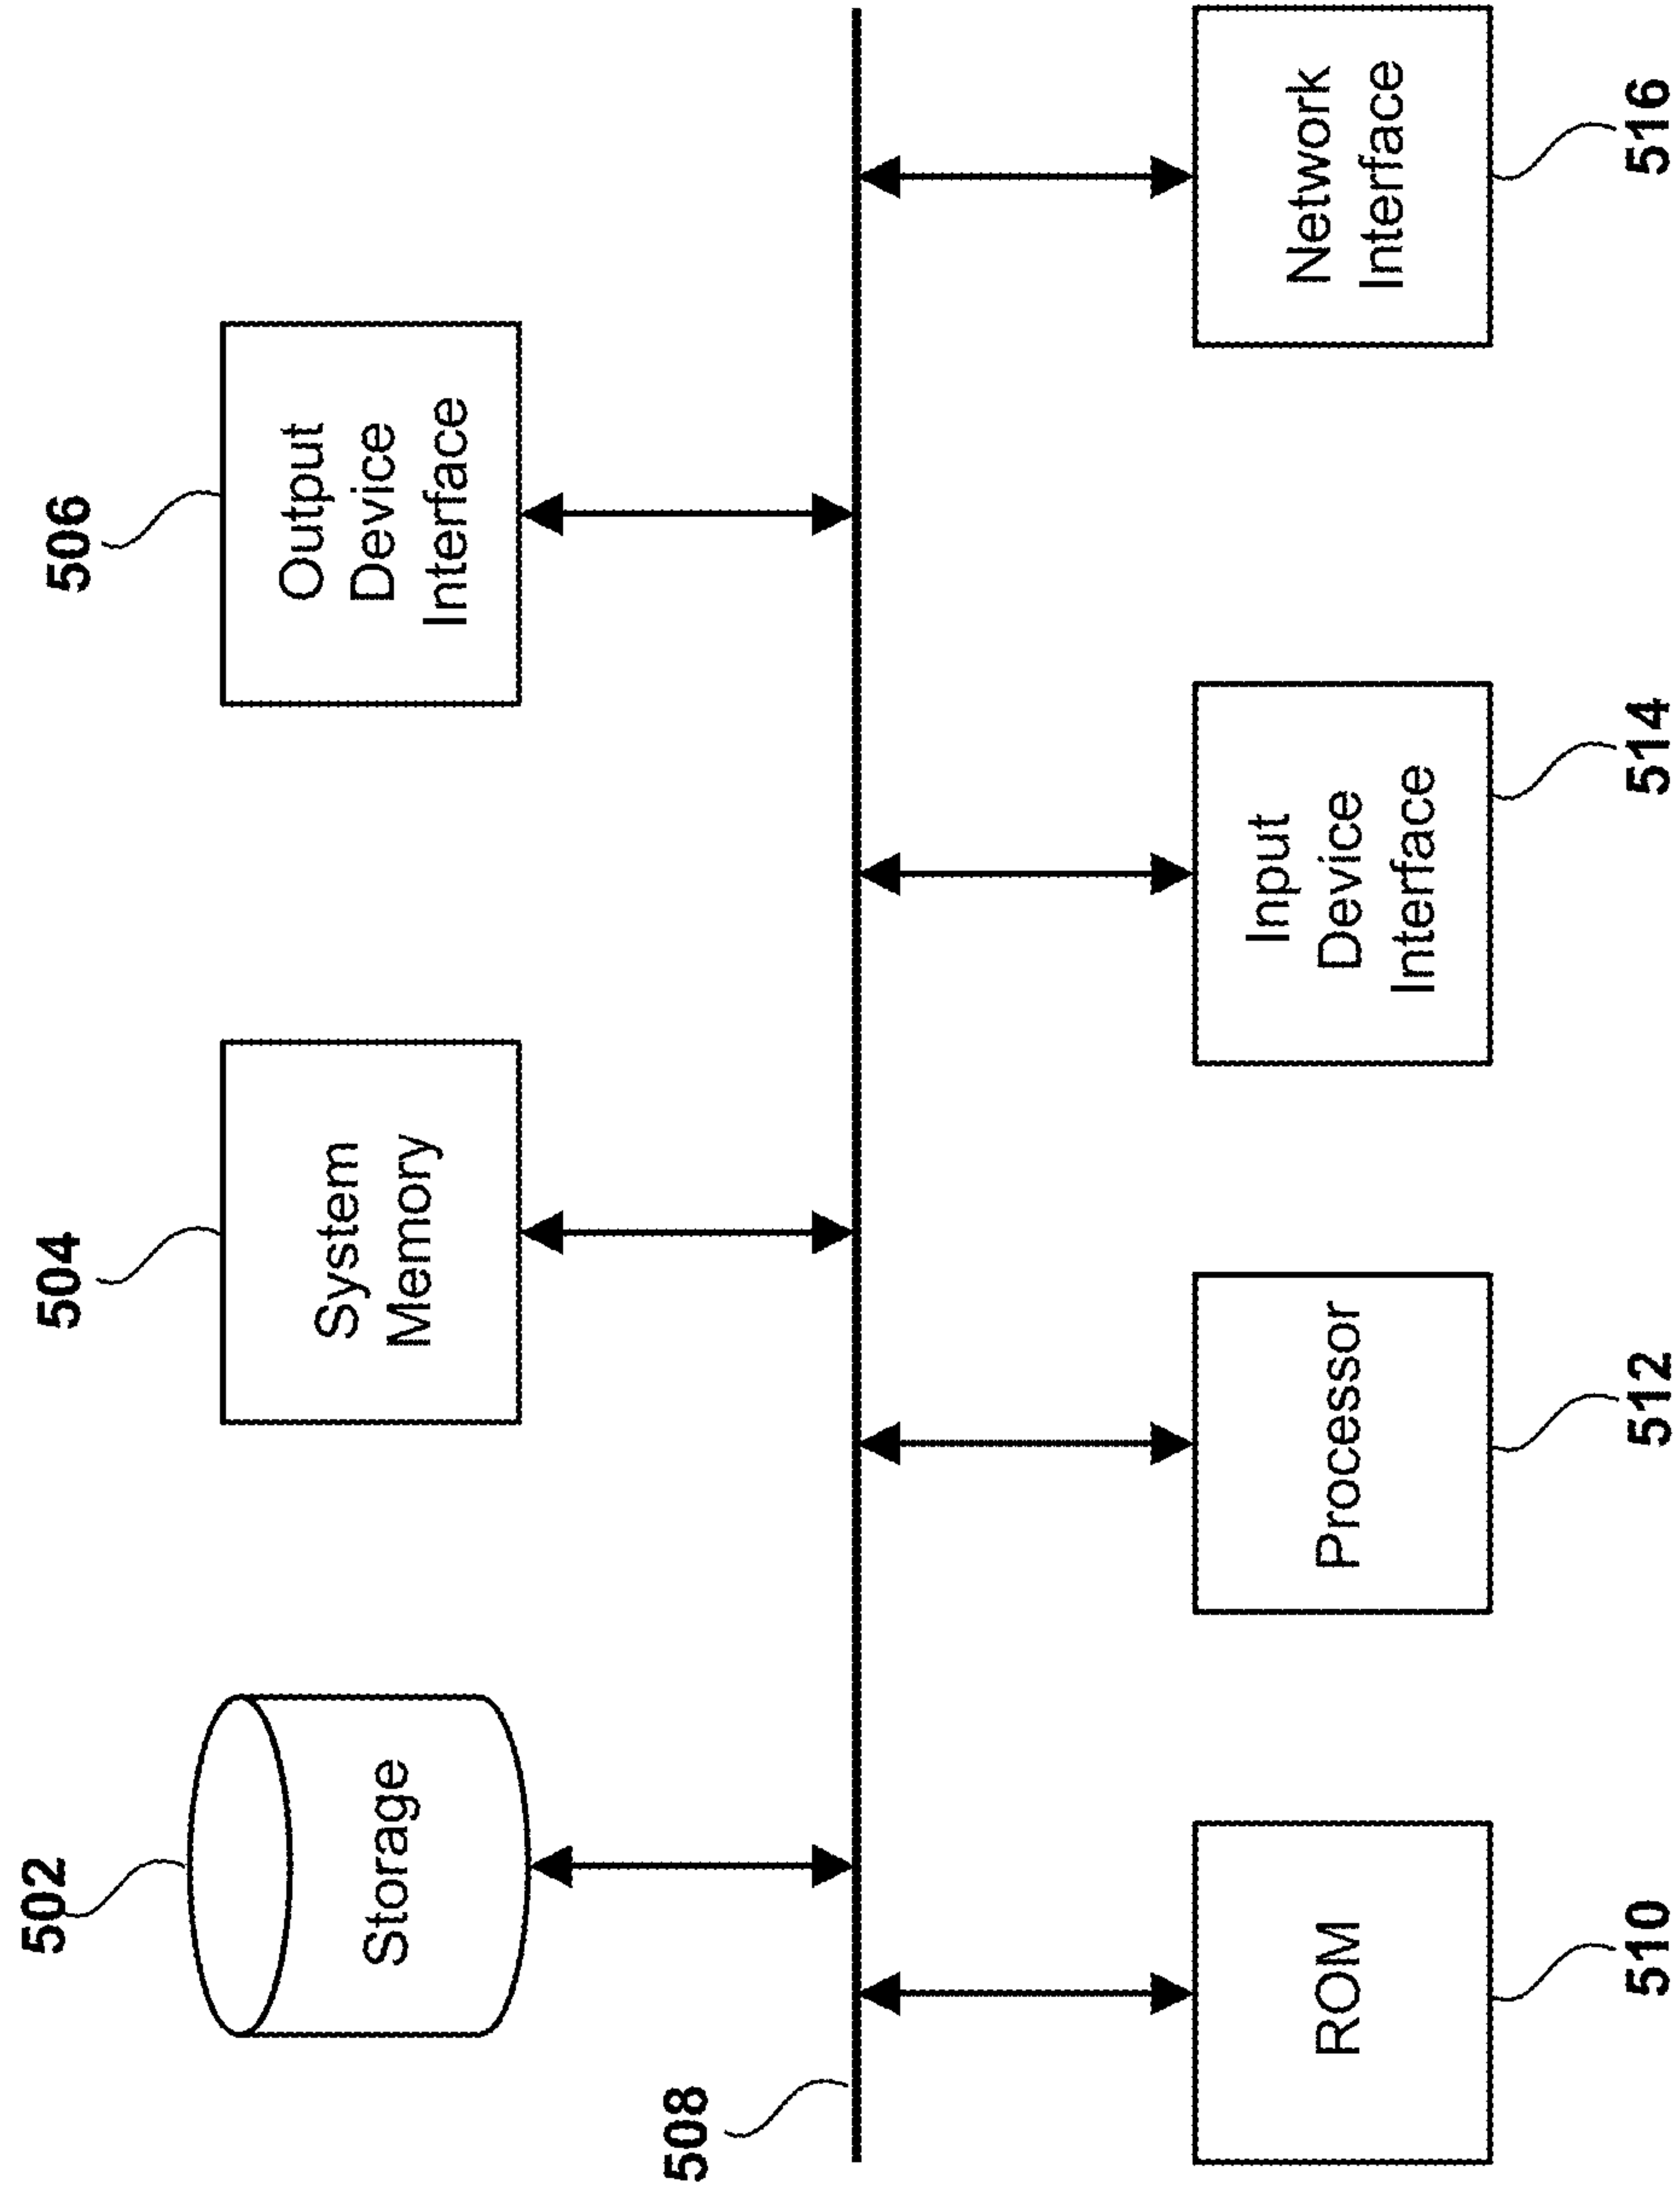 502
504
506
Storage
System
Memory
Output
Device
Interface
508
ROM
Processor
Input
Device
Interface
Network
Interface
510
512
514
516